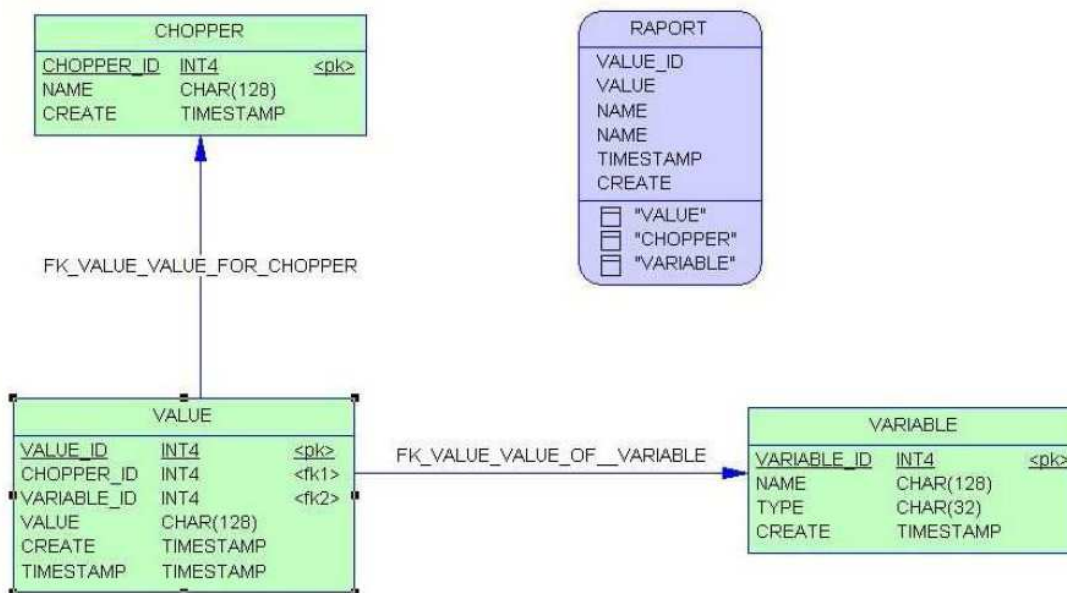 CHOPPER
CHOPPER_ID INT4 <pk>
NAME CHAR(128)
CREATE TIMESTAMP
RAPORT
VALUE_ID
VALUE
NAME
NAME
TIMESTAMP
CREATE
"VALUE"
"CHOPPER"
"VARIABLE"
FK_VALUE_VALUE_FOR_CHOPPER
VALUE
VALUE_ID INT4 <pk>
CHOPPER_ID INT4 <fk1>
VARIABLE_ID INT4 <fk2>
VALUE CHAR(128)
CREATE TIMESTAMP
TIMESTAMP TIMESTAMP
FK_VALUE_VALUE_OF__VARIABLE
VARIABLE
VARIABLE_ID INT4 <pk>
NAME CHAR(128)
TYPE CHAR(32)
CREATE TIMESTAMP